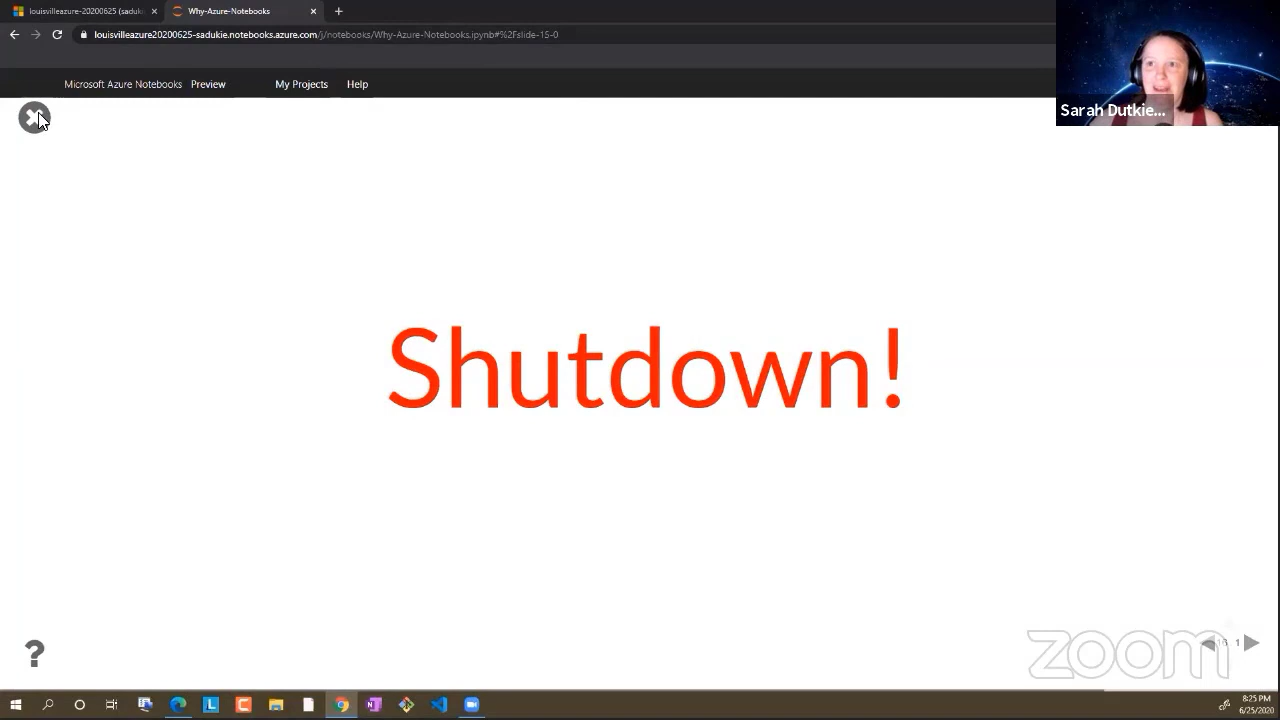 louisvilleazure-20200625 (saduki
Why-Azure-Notebooks
louisvilleazure20200625-sadukie.notebooks.azure.com/j/notebooks/Why-Azure-Notebooks.ipynb#%2Fslide-15-0
Microsoft Azure Notebooks Preview My Projects Help
Sarah Dutkie...
Shutdown!
?
zoom
8:25 PM
6/25/2020